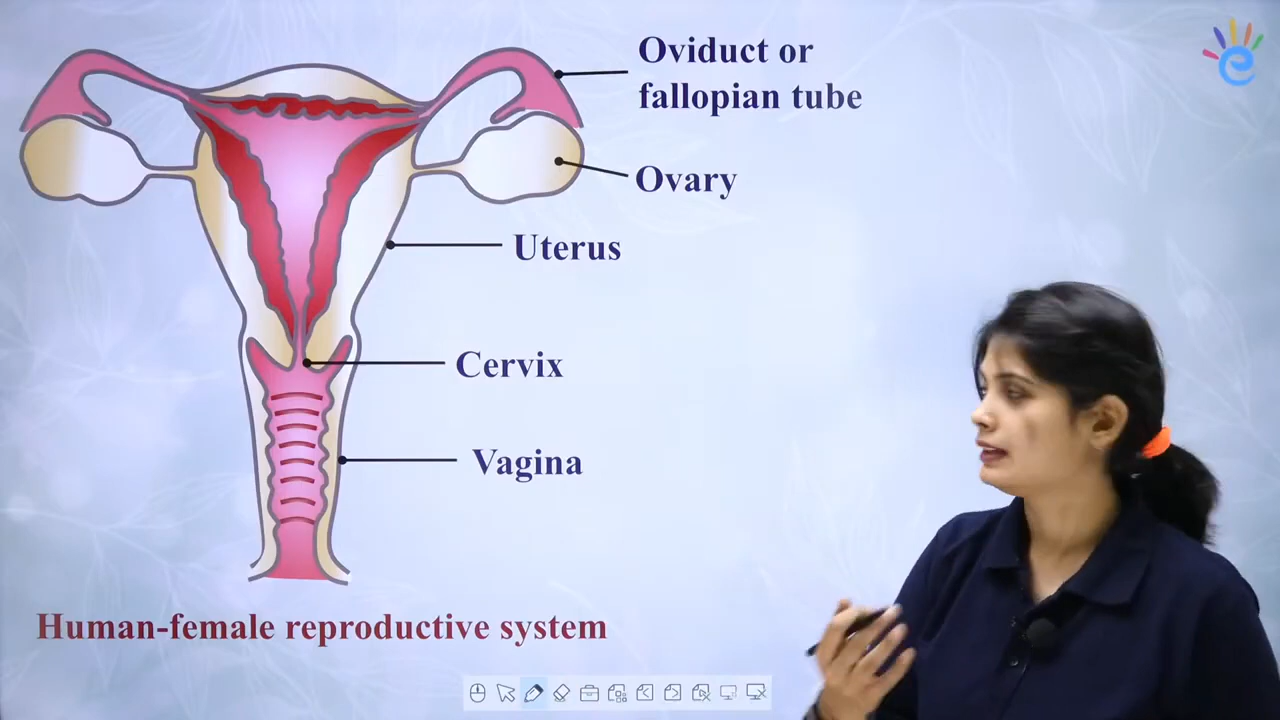 Oviduct or
fallopian tube
Ovary
Uterus
Cervix
Vagina
Human-female reproductive system